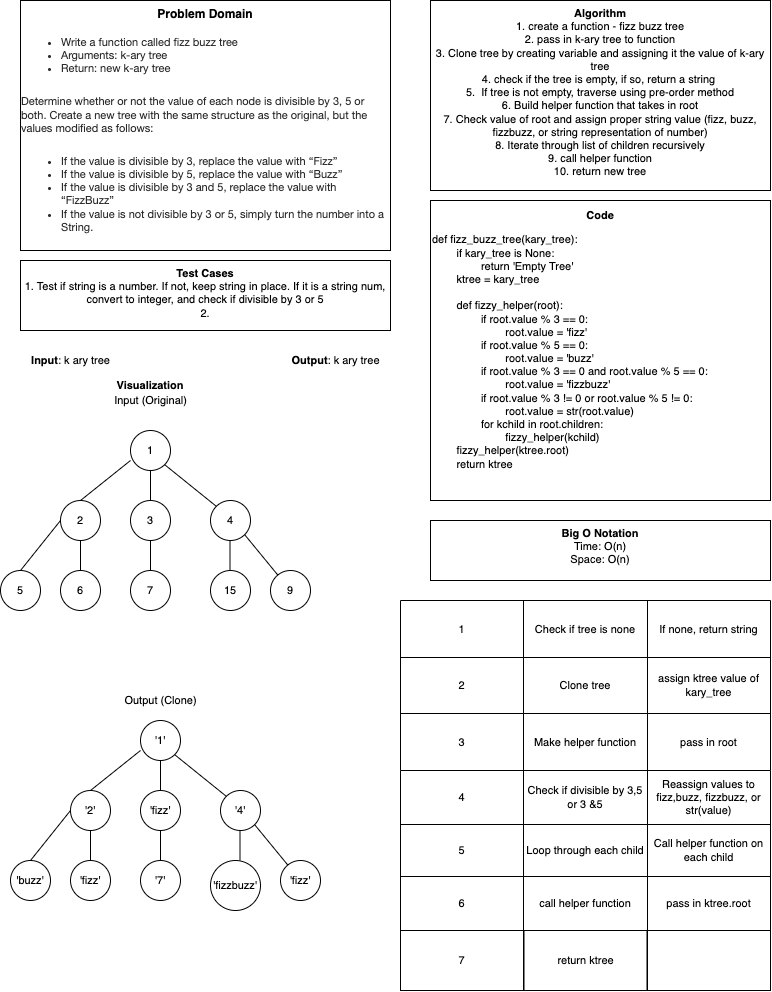 Problem Domain
Write a function called fizz buzz tree
Arguments: k-ary tree
Return: new k-ary tree
Determine whether or not the value of each node is divisible by 3, 5 or
both. Create a new tree with the same structure as the original, but the
values modified as follows:
If the value is divisible by 3, replace the value with “Fizz”
If the value is divisible by 5, replace the value with “Buzz”
If the value is divisible by 3 and 5, replace the value with
“FizzBuzz”
If the value is not divisible by 3 or 5, simply turn the number into a
String.
Test Cases
1. Test if string is a number. If not, keep string in place. If it is a string num,
convert to integer, and check if divisible by 3 or 5
2.
Input: k ary tree
Output: k ary tree
Visualization
Input (Original)
1
2
3
4
5
6
7
15
9
Output (Clone)
'1'
'2'
'fizz'
'4'
'buzz'
'fizz'
'7'
'fizzbuzz'
'fizz'
Algorithm
1. create a function - fizz buzz tree
2. pass in k-ary tree to function
3. Clone tree by creating variable and assigning it the value of k-ary
tree
4. check if the tree is empty, if so, return a string
5. If tree is not empty, traverse using pre-order method
6. Build helper function that takes in root
7. Check value of root and assign proper string value (fizz, buzz,
fizzbuzz, or string representation of number)
8. Iterate through list of children recursively
9. call helper function
10. return new tree
Code
def fizz_buzz_tree(kary_tree):
if kary_tree is None:
return 'Empty Tree'
ktree = kary_tree
def fizzy_helper(root):
if root.value % 3 == 0:
root.value = 'fizz'
if root.value % 5 == 0:
root.value = 'buzz'
if root.value % 3 == 0 and root.value % 5 == 0:
root.value = 'fizzbuzz'
if root.value % 3 != 0 or root.value % 5 != 0:
root.value = str(root.value)
for kchild in root.children:
fizzy_helper(kchild)
fizzy_helper(ktree.root)
return ktree
Big O Notation
Time: O(n)
Space: O(n)
1
Check if tree is none
If none, return string
2
Clone tree
assign ktree value of
kary_tree
3
Make helper function
pass in root
4
Check if divisible by 3,5
or 3 &5
Reassign values to
fizz,buzz, fizzbuzz, or
str(value)
5
Loop through each child
Call helper function on
each child
6
call helper function
pass in ktree.root
7
return ktree